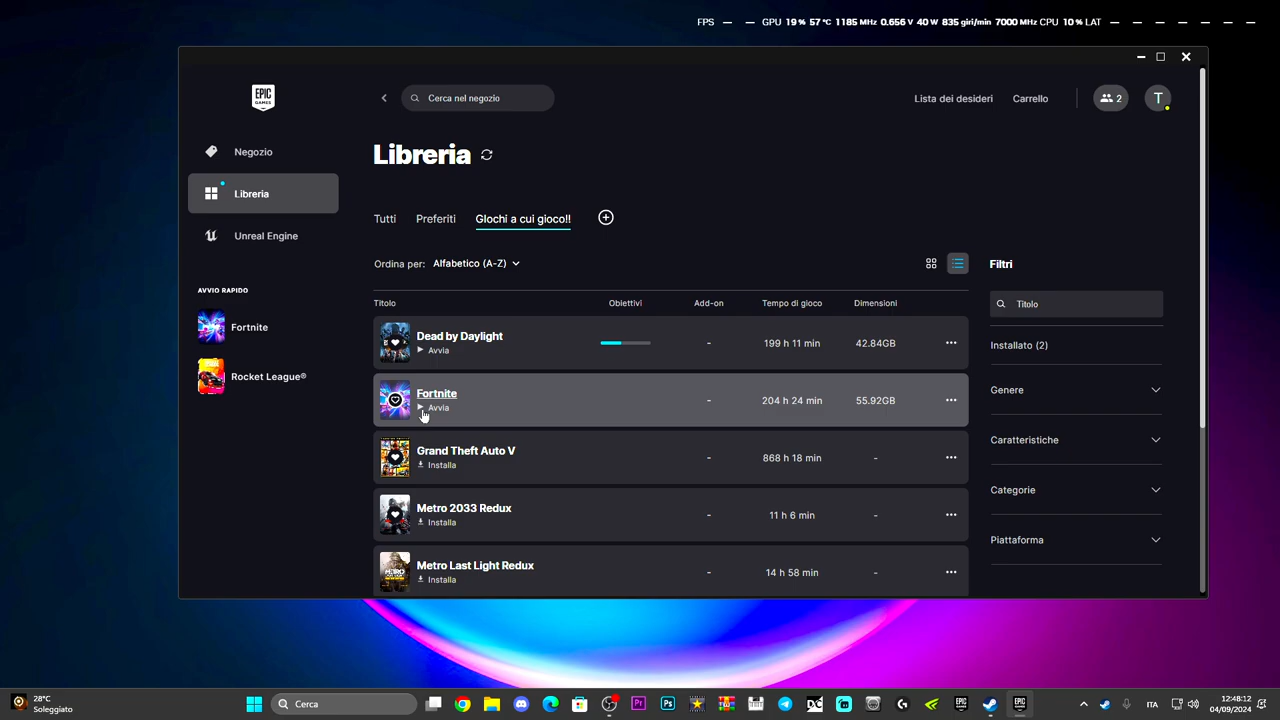 FPS — — GPU 19 % 57 °C 1185 MHz 0.656 V 40 W 835 giri/min 7000 MHz CPU 10 % LAT — — — — — — —
EPIC GAMES
Cerca nel negozio
Lista dei desideri
Carrello
2
T
Negozio
Libreria
Unreal Engine
AVVIO RAPIDO
Fortnite
Rocket League®
Libreria
Tutti
Preferiti
GIochi a cui gioco!!
Ordina per: Alfabetico (A-Z)
Titolo Obiettivi Add-on Tempo di gioco Dimensioni
Dead by Daylight
Avvia
- 199 h 11 min 42.84GB
Fortnite
Avvia
- 204 h 24 min 55.92GB
Grand Theft Auto V
Installa
- 868 h 18 min -
Metro 2033 Redux
Installa
- 11 h 6 min -
Metro Last Light Redux
Installa
- 14 h 58 min -
Filtri
Titolo
Installato (2)
Genere
Caratteristiche
Categorie
Piattaforma
28°C
Soleggiato
Cerca
ITA
12:48:12
04/09/2024